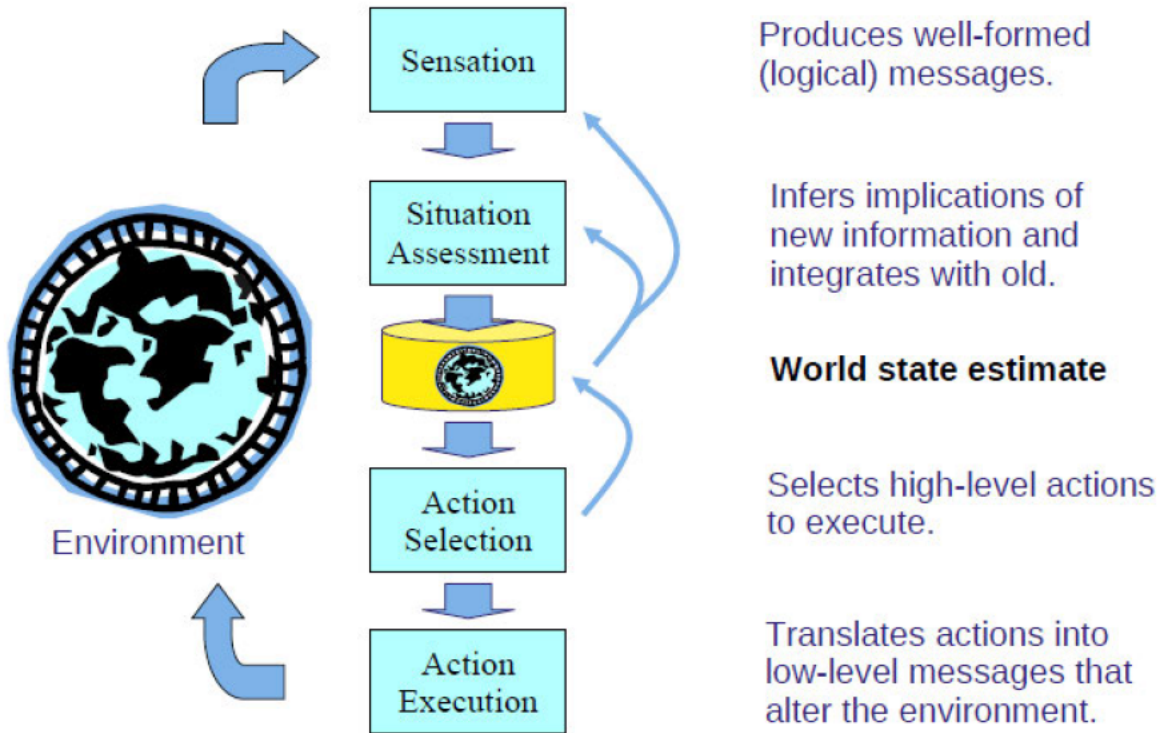 Sensation
Produces well-formed
(logical) messages.
Situation
Assessment
Infers implications of
new information and
integrates with old.
World state estimate
Environment
Action
Selection
Selects high-level actions
to execute.
Action
Execution
Translates actions into
low-level messages that
alter the environment.